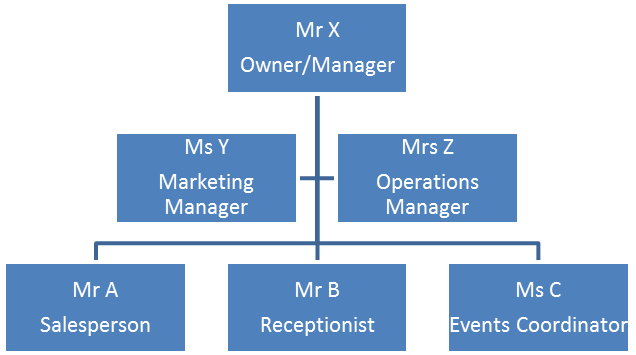 Mr X
Owner/Manager
Ms Y
Marketing
Manager
Mrs Z
Operations
Manager
Mr A
Salesperson
Mr B
Receptionist
Ms C
Events Coordinator